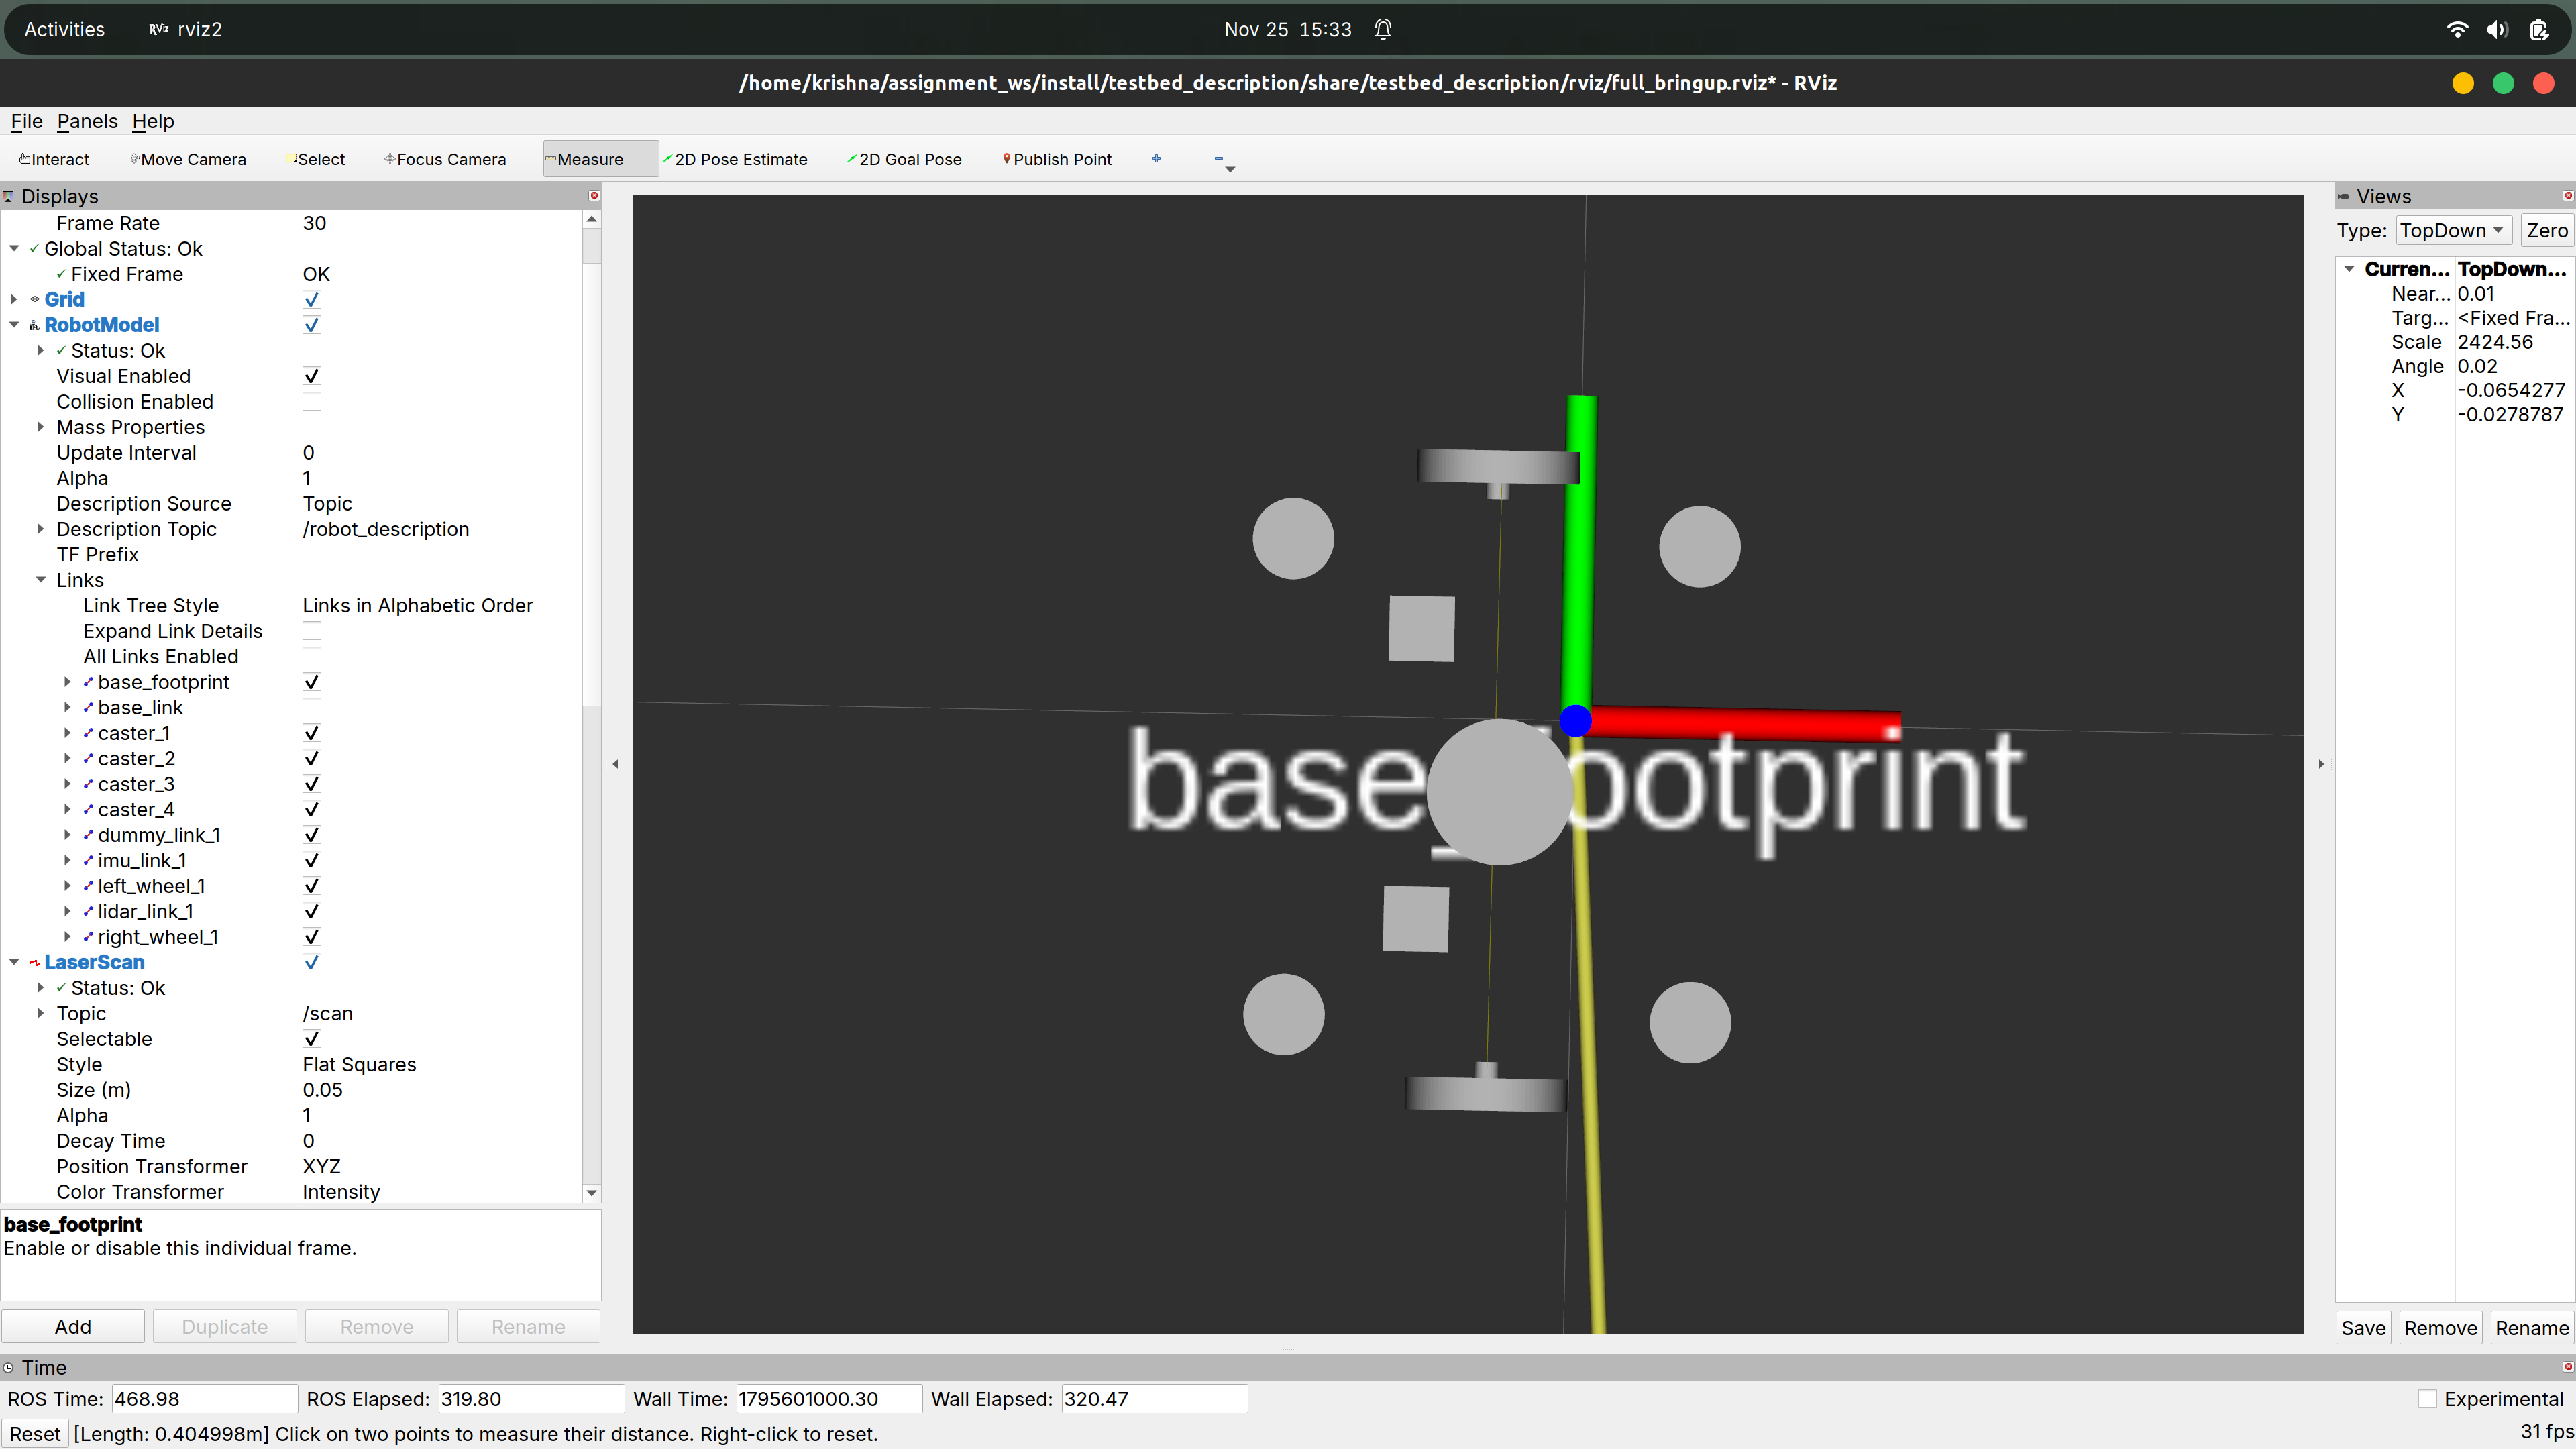 Activities rviz2 Nov 25 15:33
/home/krishna/assignment_ws/install/testbed_description/share/testbed_description/rviz/full_bringup.rviz* - RViz
File Panels Help
Interact Move Camera Select Focus Camera Measure 2D Pose Estimate 2D Goal Pose Publish Point
Displays
Frame Rate 30
Global Status: Ok
Fixed Frame OK
Grid
RobotModel
Status: Ok
Visual Enabled
Collision Enabled
Mass Properties
Update Interval 0
Alpha 1
Description Source Topic
Description Topic /robot_description
TF Prefix
Links
Link Tree Style Links in Alphabetic Order
Expand Link Details
All Links Enabled
base_footprint
base_link
caster_1
caster_2
caster_3
caster_4
dummy_link_1
imu_link_1
left_wheel_1
lidar_link_1
right_wheel_1
LaserScan
Status: Ok
Topic /scan
Selectable
Style Flat Squares
Size (m) 0.05
Alpha 1
Decay Time 0
Position Transformer XYZ
Color Transformer Intensity
base_footprint
Enable or disable this individual frame.
Add Duplicate Remove Rename
base_ ootprint
Views
Type: TopDown Zero
Curren... TopDown...
Near... 0.01
Targ... <Fixed Fra...
Scale 2424.56
Angle 0.02
X -0.0654277
Y -0.0278787
Save Remove Rename
Time
ROS Time: 468.98 ROS Elapsed: 319.80 Wall Time: 1795601000.30 Wall Elapsed: 320.47 Experimental
Reset [Length: 0.404998m] Click on two points to measure their distance. Right-click to reset. 31 fps